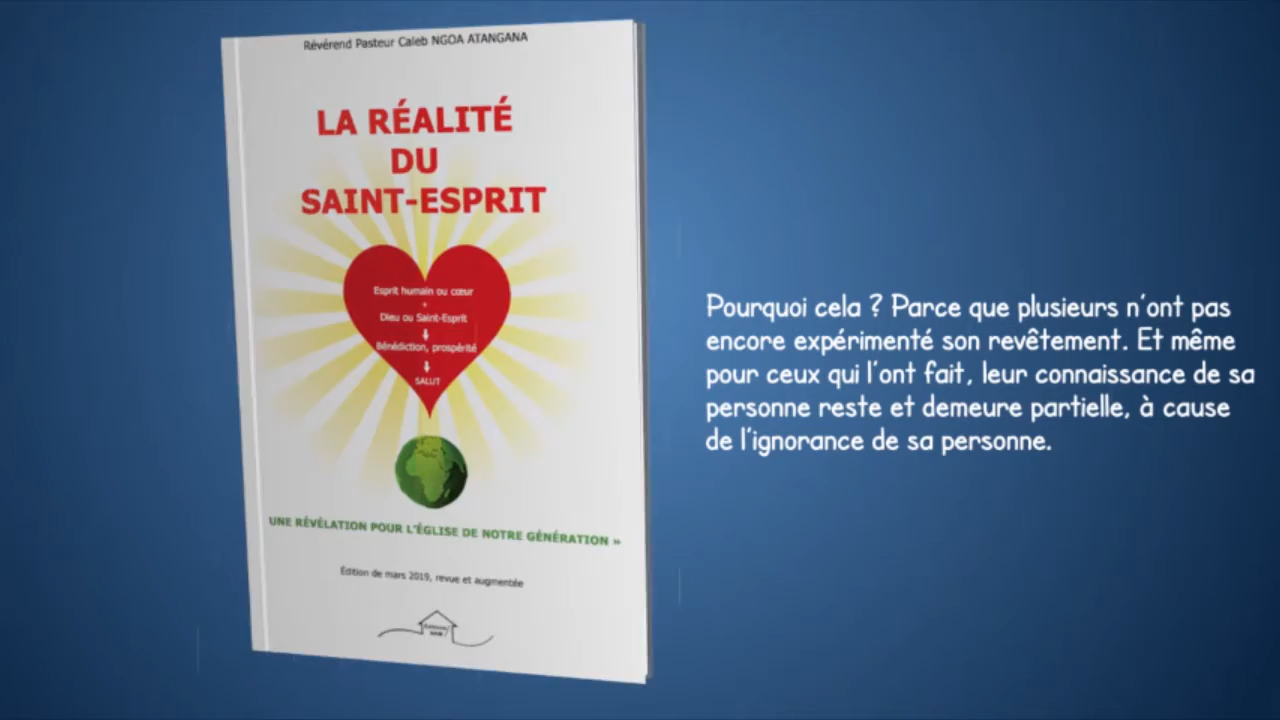 Révérend Pasteur Caleb NGOA ATANGANA
LA RÉALITÉ
DU
SAINT-ESPRIT
Esprit humain ou cœur
+
Dieu ou Saint-Esprit
Bénédiction, prospérité
SALUT
UNE RÉVÉLATION POUR L'ÉGLISE DE NOTRE GÉNÉRATION »
Édition de mars 2019, revue et augmentée
Pourquoi cela ? Parce que plusieurs n'ont pas
encore expérimenté son revêtement. Et même
pour ceux qui l'ont fait, leur connaissance de sa
personne reste et demeure partielle, à cause
de l'ignorance de sa personne.